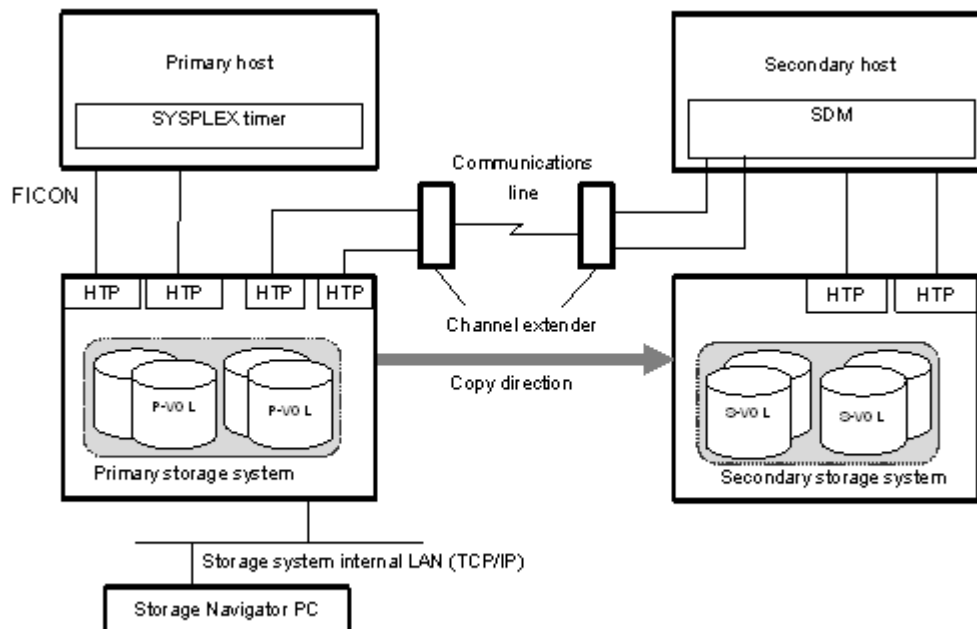 Primary host
SYSPLEX timer
Secondary host
SDM
FICON
Communications
line
HTP
HTP
HTP
HTP
HTP
HTP
Channel extender
Copy direction
P-VOL
P-VOL
S-VOL
S-VOL
Primary storage system
Secondary storage system
Storage system internal LAN (TCP/IP)
Storage Navigator PC